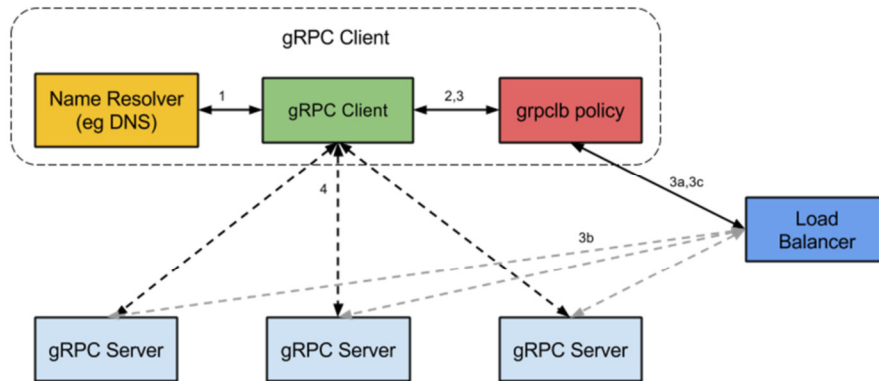 gRPC Client
Name Resolver
(eg DNS)
1
gRPC Client
2,3
grpclb policy
3a,3c
4
Load
Balancer
3b
gRPC Server
gRPC Server
gRPC Server